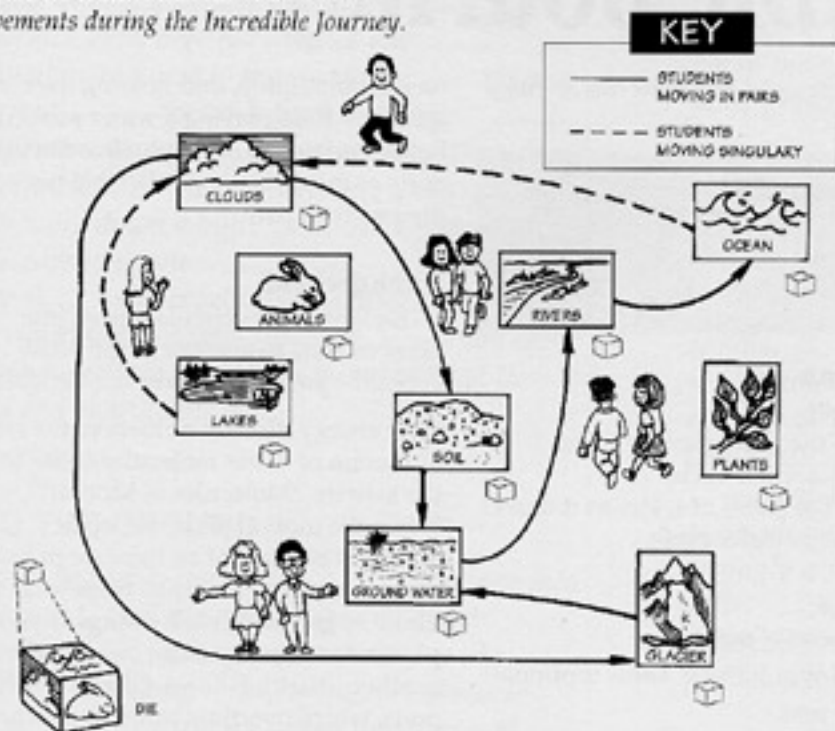 ements during the Incredible Journey.
KEY
STUDENTS
MOVING IN PAIRS
STUDENTS
MOVING SINGULARY
CLOUDS
OCEAN
ANIMALS
RIVERS
LAKES
SOIL
PLANTS
GROUND WATER
GLACIER
DIE